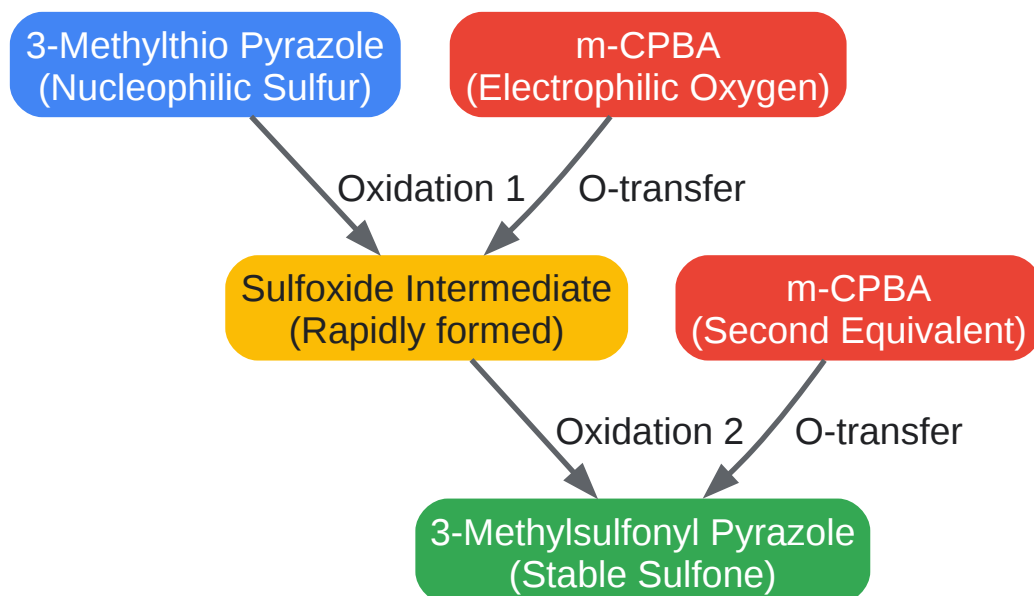 3-Methylthio Pyrazole
(Nucleophilic Sulfur)
m-CPBA
(Electrophilic Oxygen)
Oxidation 1
O-transfer
Sulfoxide Intermediate
(Rapidly formed)
m-CPBA
(Second Equivalent)
Oxidation 2
O-transfer
3-Methylsulfonyl Pyrazole
(Stable Sulfone)